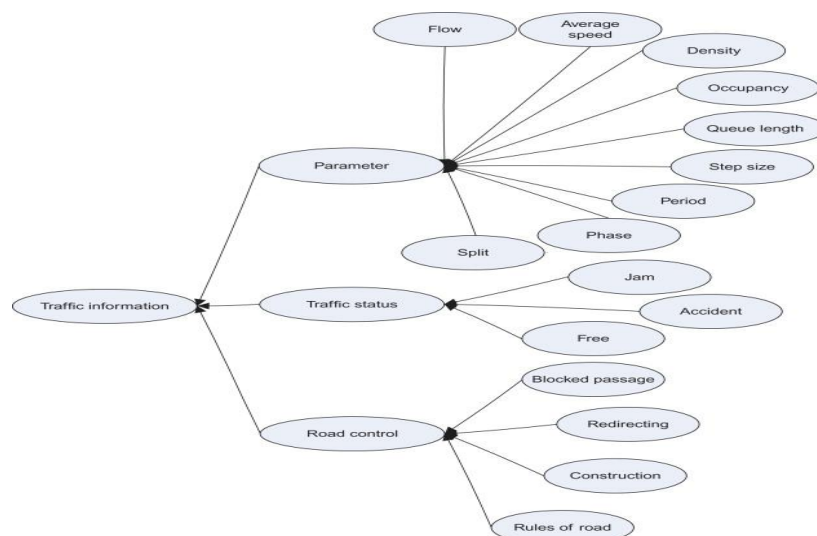 Flow
Average
speed
Density
Occupancy
Queue length
Step size
Period
Phase
Split
Parameter
Traffic information
Traffic status
Jam
Accident
Free
Blocked passage
Road control
Redirecting
Construction
Rules of road